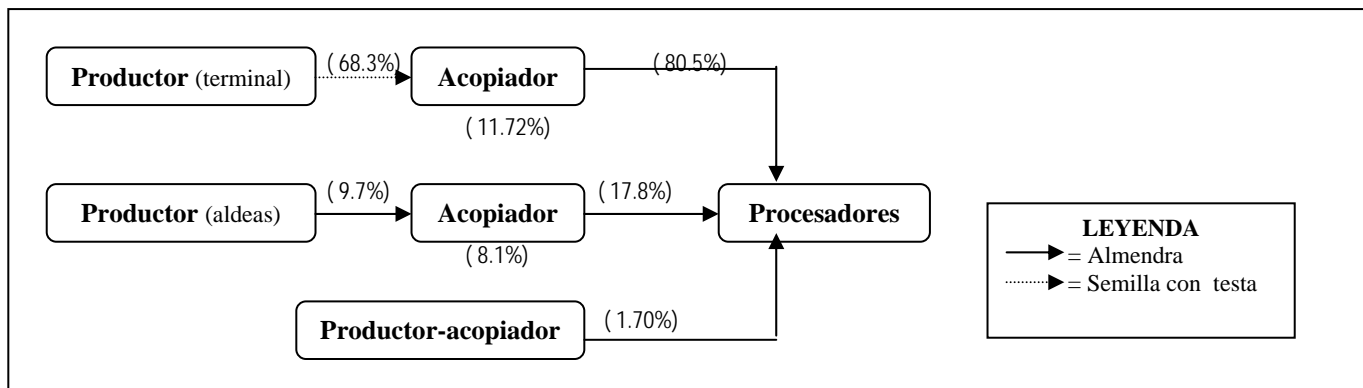 Productor (terminal)
( 68.3%)
Acopiador
( 80.5%)
( 11.72%)
Productor (aldeas)
( 9.7%)
Acopiador
( 17.8%)
Procesadores
( 8.1%)
Productor-acopiador
( 1.70%)
LEYENDA
= Almendra
= Semilla con testa